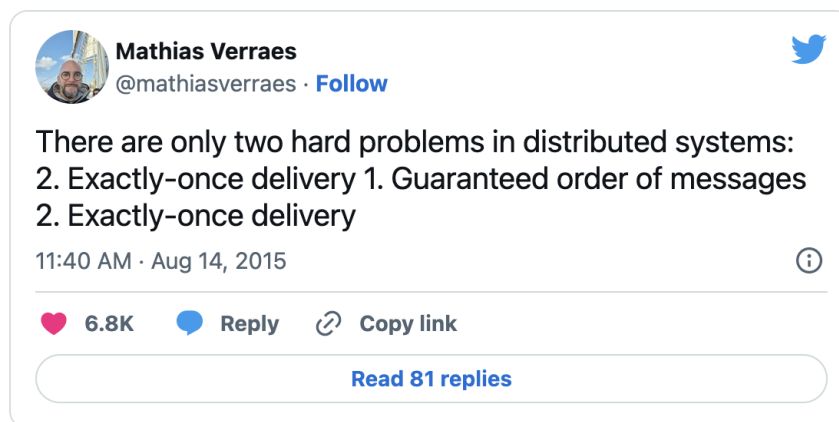 Mathias Verraes
@mathiasverraes · Follow
There are only two hard problems in distributed systems:
2. Exactly-once delivery 1. Guaranteed order of messages
2. Exactly-once delivery
11:40 AM · Aug 14, 2015
6.8K Reply Copy link
Read 81 replies